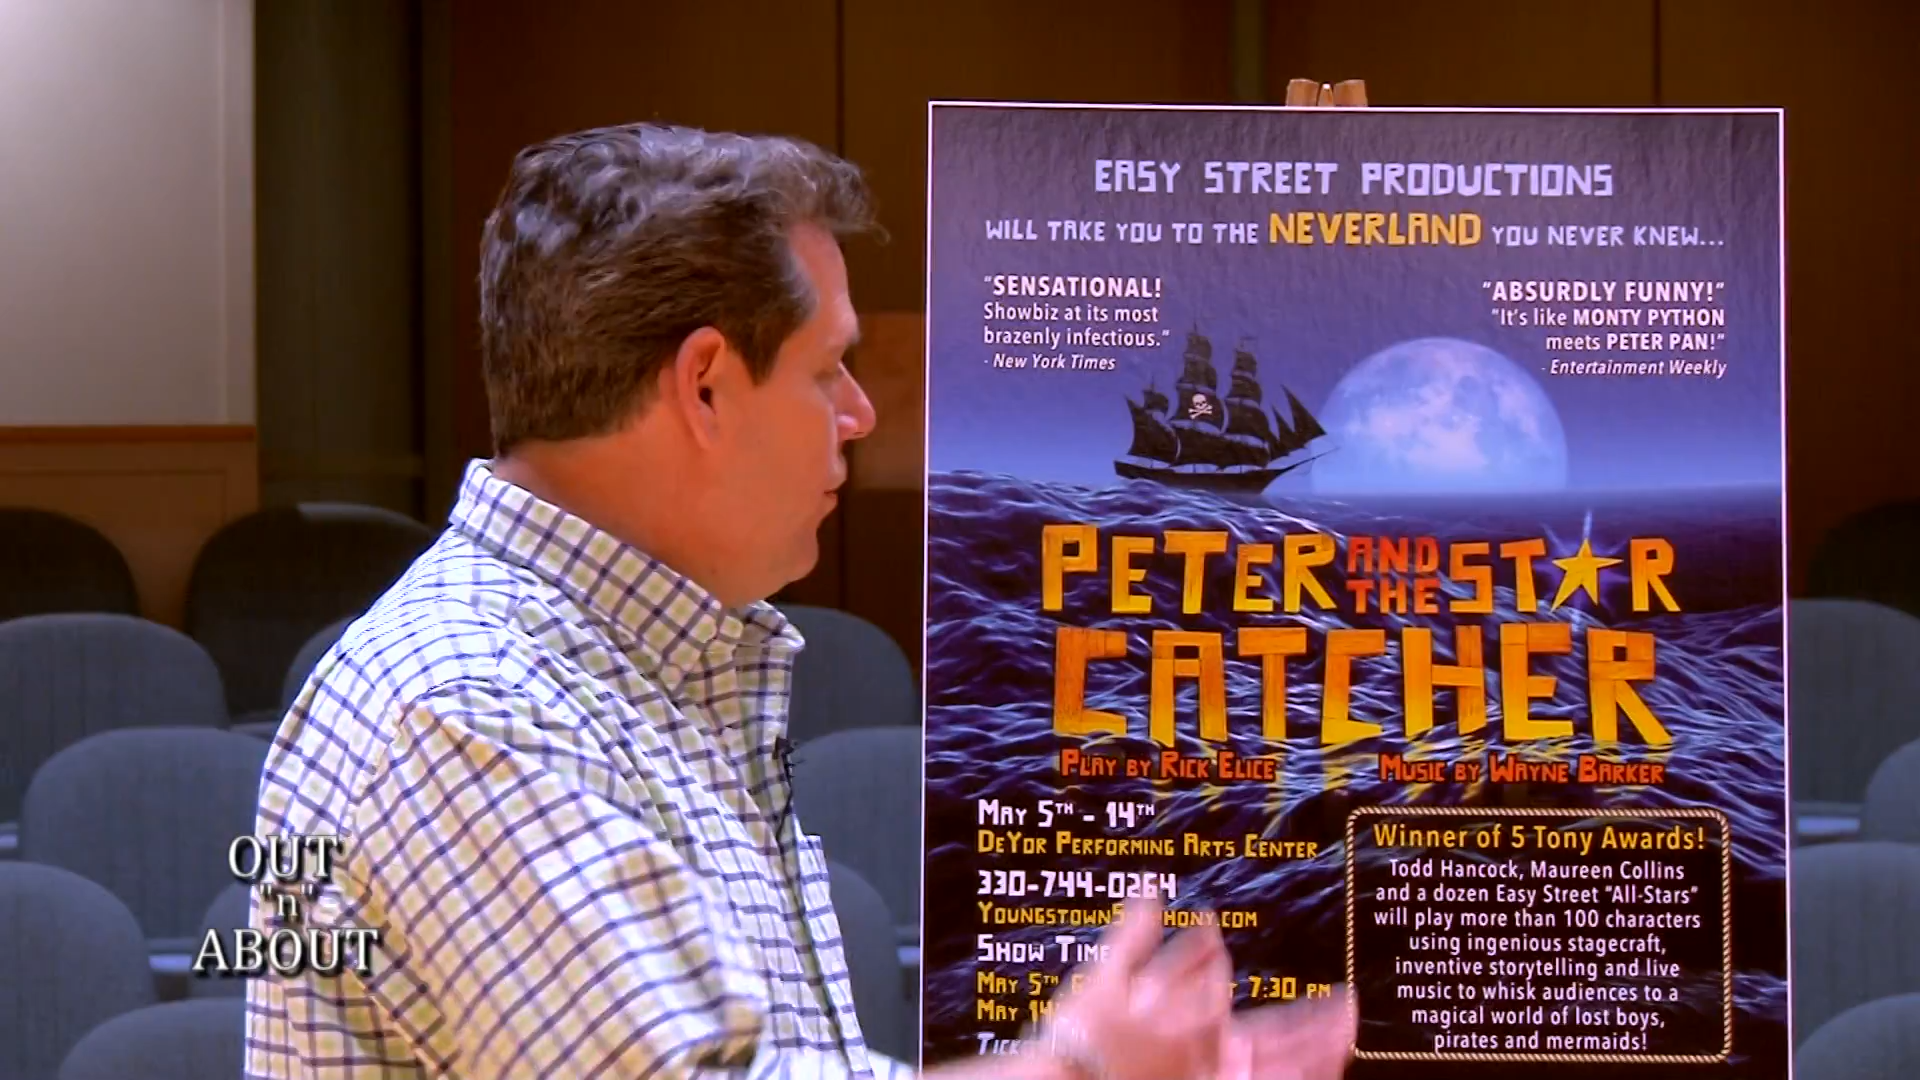 EASY STREET PRODUCTIONS
WILL TAKE YOU TO THE NEVERLAND YOU NEVER KNEW...
"SENSATIONAL!
Showbiz at its most
brazenly infectious."
- New York Times
"ABSURDLY FUNNY!"
"It's like MONTY PYTHON
meets PETER PAN!"
- Entertainment Weekly
PETER AND THE STAR
CATCHER
PLAY BY RICK ELICE
MUSIC BY WAYNE BARKER
MAY 5TH - 14TH
DEYOR PERFORMING ARTS CENTER
330-744-0264
SHOW
MAY 5TH 7:30 PM
MAY
Winner of 5 Tony Awards!
Todd Hancock, Maureen Collins
and a dozen Easy Street "All-Stars"
will play more than 100 characters
using ingenious stagecraft,
inventive storytelling and live
music to whisk audiences to a
magical world of lost boys,
pirates and mermaids!
OUT
"n"
ABOUT